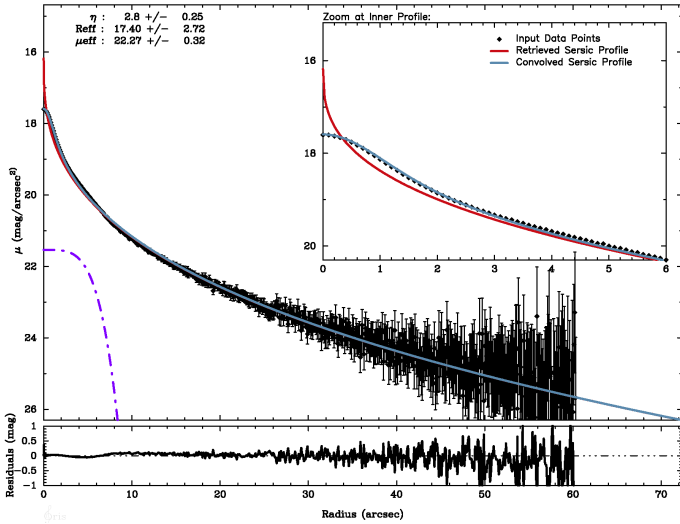 η : 2.8 +/- 0.25
Reff : 17.40 +/- 2.72
μeff : 22.27 +/- 0.32
Zoom at Inner Profile:
Input Data Points
Retrieved Sersic Profile
Convolved Sersic Profile
16
18
20
0 1 2 3 4 5 6
μ (mag/arcsec²)
16
18
20
22
24
26
Residuals (mag)
1
0.5
0
-0.5
-1
0 10 20 30 40 50 60 70
Radius (arcsec)